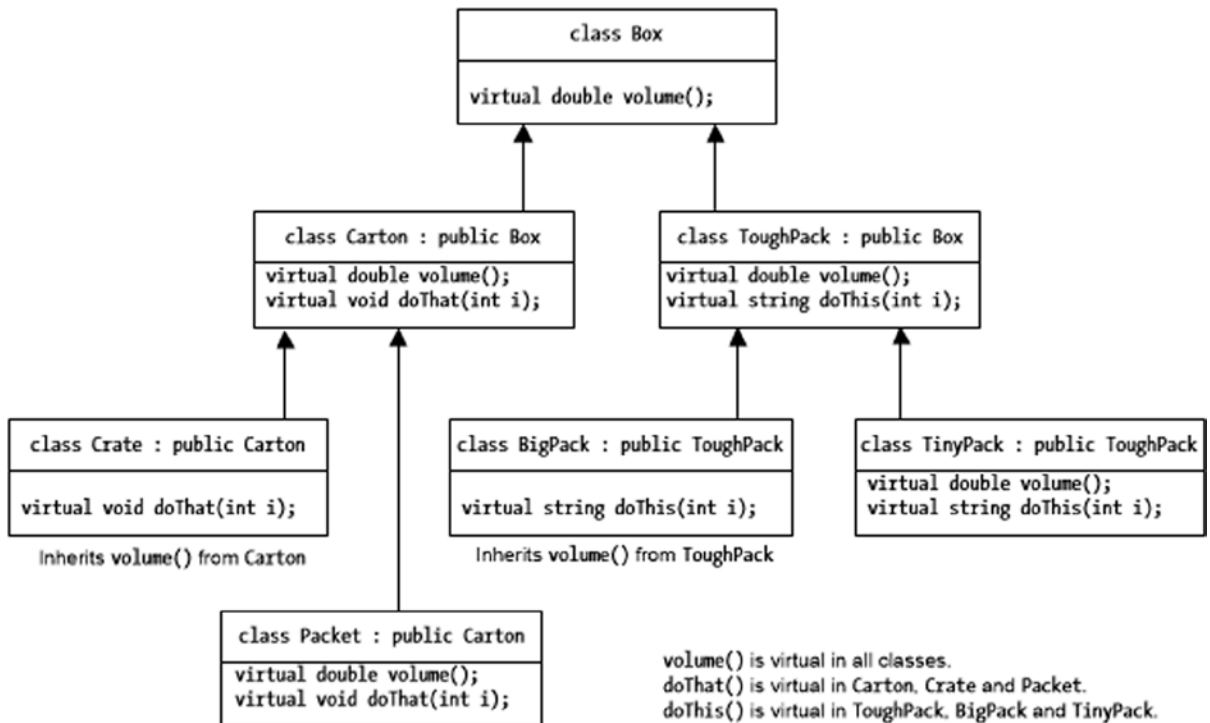 class Box
virtual double volume();
class Carton : public Box
virtual double volume();
virtual void doThat(int i);
class ToughPack : public Box
virtual double volume();
virtual string doThis(int i);
class Crate : public Carton
virtual void doThat(int i);
Inherits volume() from Carton
class BigPack : public ToughPack
virtual string doThis(int i);
Inherits volume() from ToughPack
class TinyPack : public ToughPack
virtual double volume();
virtual string doThis(int i);
class Packet : public Carton
virtual double volume();
virtual void doThat(int i);
volume() is virtual in all classes.
doThat() is virtual in Carton, Crate and Packet.
doThis() is virtual in ToughPack, BigPack and TinyPack.